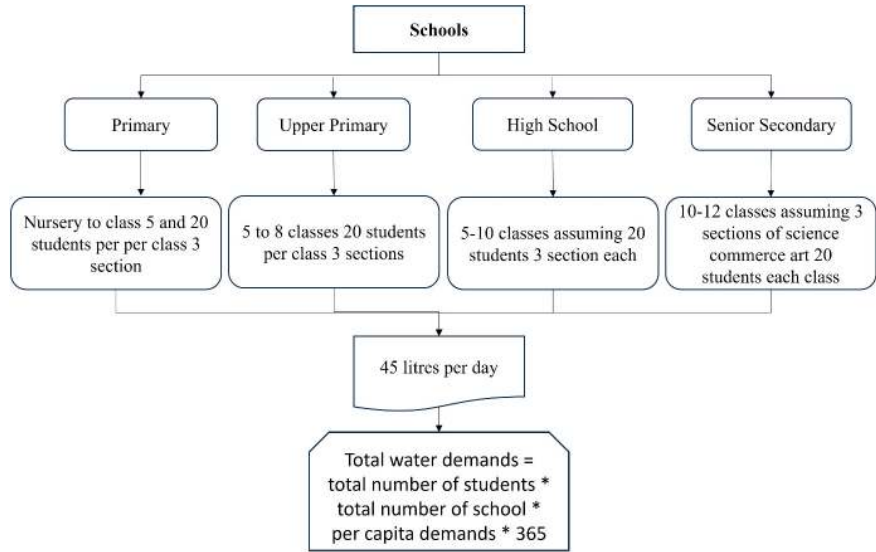 Schools
Primary
Upper Primary
High School
Senior Secondary
Nursery to class 5 and 20
students per per class 3
section
5 to 8 classes 20 students
per class 3 sections
5-10 classes assuming 20
students 3 section each
10-12 classes assuming 3
sections of science
commerce art 20
students each class
45 litres per day
Total water demands =
total number of students *
total number of school *
per capita demands * 365